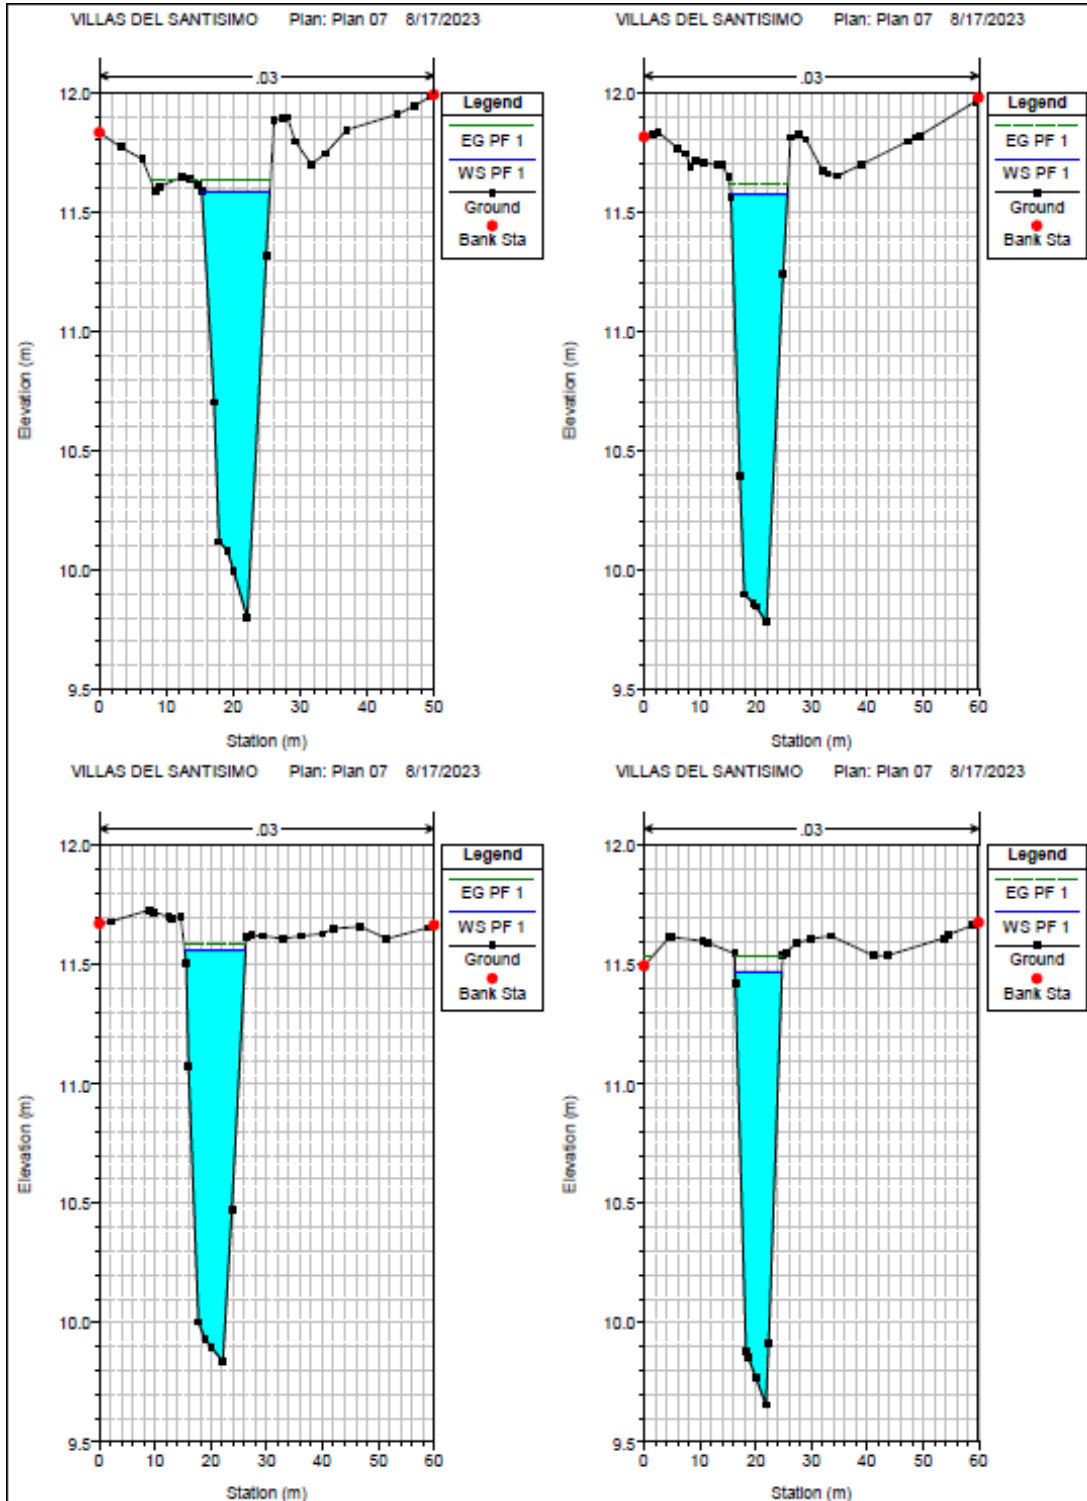 VILLAS DEL SANTISIMO Plan: Plan 07 8/17/2023
.03
Legend
EG PF 1
WS PF 1
Ground
Bank Sta
12.0
11.5
11.0
10.5
10.0
9.5
Elevation (m)
0 10 20 30 40 50
Station (m)
VILLAS DEL SANTISIMO Plan: Plan 07 8/17/2023
.03
Legend
EG PF 1
WS PF 1
Ground
Bank Sta
12.0
11.5
11.0
10.5
10.0
9.5
Elevation (m)
0 10 20 30 40 50 60
Station (m)
VILLAS DEL SANTISIMO Plan: Plan 07 8/17/2023
.03
Legend
EG PF 1
WS PF 1
Ground
Bank Sta
12.0
11.5
11.0
10.5
10.0
9.5
Elevation (m)
0 10 20 30 40 50 60
Station (m)
VILLAS DEL SANTISIMO Plan: Plan 07 8/17/2023
.03
Legend
EG PF 1
WS PF 1
Ground
Bank Sta
12.0
11.5
11.0
10.5
10.0
9.5
Elevation (m)
0 10 20 30 40 50 60
Station (m)